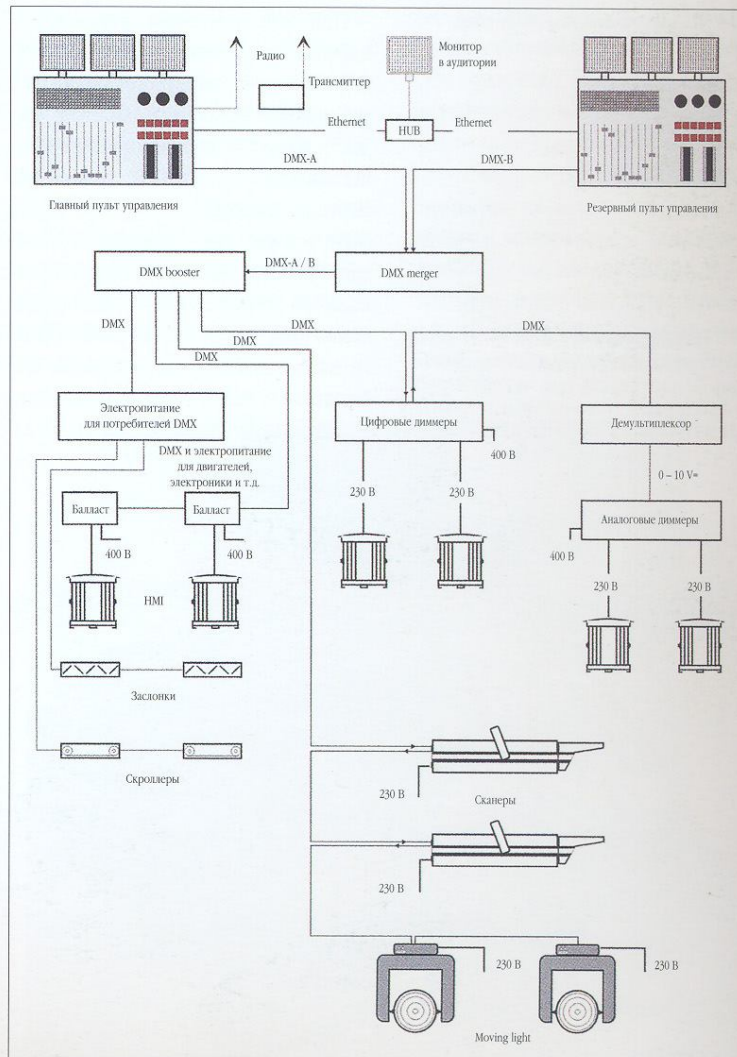 Радио
Трансмиттер
Монитор
в аудитории
Ethernet
HUB
Ethernet
DMX-A
DMX-B
Главный пульт управления
Резервный пульт управления
DMX booster
DMX-A / B
DMX merger
DMX
DMX
DMX
DMX
DMX
Электропитание
для потребителей DMX
Цифровые диммеры
Демультиплексор
400 В
DMX и электропитание
для двигателей,
электроники и т.д.
0 – 10 V=
230 В
230 В
Балласт
Балласт
Аналоговые диммеры
400 В
400 В
400 В
230 В
230 В
HMI
Заслонки
Скроллеры
230 В
Сканеры
230 В
230 В
230 В
Moving light